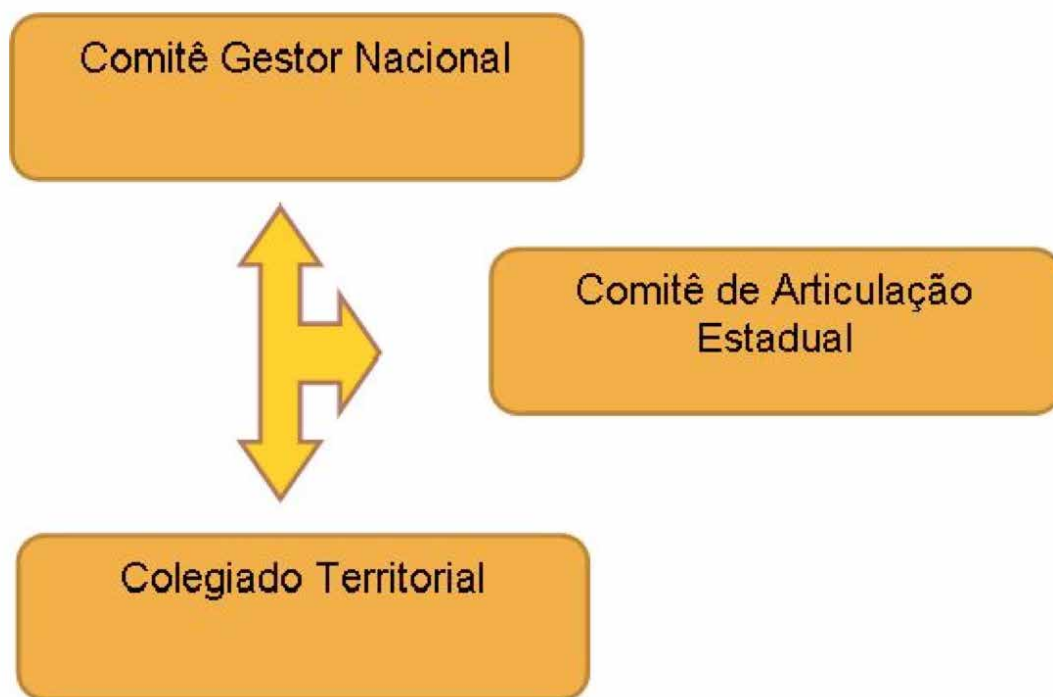 Comitê Gestor Nacional
Comitê de Articulação
Estadual
Colegiado Territorial